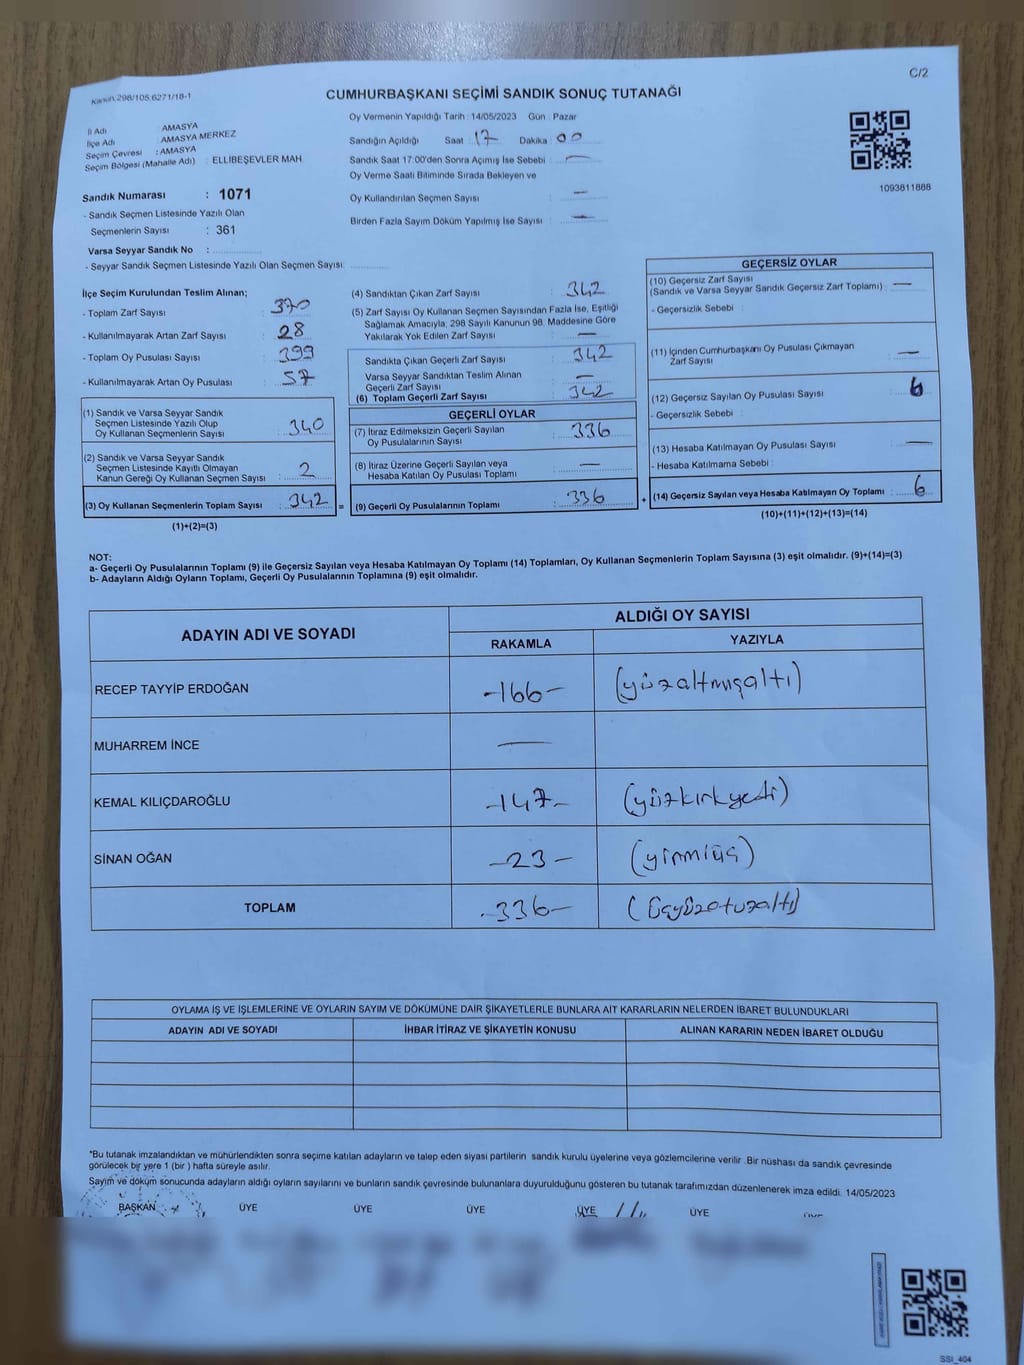 C/2
Kanun 298/105,6271/18-1
CUMHURBAŞKANI SEÇİMİ SANDIK SONUÇ TUTANAĞI
İl Adı : AMASYA
İlçe Adı : AMASYA MERKEZ
Seçim Çevresi : AMASYA
Seçim Bölgesi (Mahalle Adı) : ELLİBEŞEVLER MAH
Sandık Numarası : 1071
- Sandık Seçmen Listesinde Yazılı Olan
Seçmenlerin Sayısı : 361
Varsa Seyyar Sandık No :
- Seyyar Sandık Seçmen Listesinde Yazılı Olan Seçmen Sayısı:
Oy Vermenin Yapıldığı Tarih : 14/05/2023 Gün : Pazar
Sandığın Açıldığı Saat : 17 Dakika : 00
Sandık Saat 17:00'den Sonra Açımış İse Sebebi : —
Oy Verme Saati Bitiminde Sırada Bekleyen ve
Oy Kullandırılan Seçmen Sayısı : —
Birden Fazla Sayım Döküm Yapılmış İse Sayısı : —
1093811888
İlçe Seçim Kurulundan Teslim Alınan;
- Toplam Zarf Sayısı : 370
- Kullanılmayarak Artan Zarf Sayısı : 28
- Toplam Oy Pusulası Sayısı : 399
- Kullanılmayarak Artan Oy Pusulası : 57
(1) Sandık ve Varsa Seyyar Sandık
Seçmen Listesinde Yazılı Olup
Oy Kullanan Seçmenlerin Sayısı : 340
(2) Sandık ve Varsa Seyyar Sandık
Seçmen Listesinde Kayıtlı Olmayan
Kanun Gereği Oy Kullanan Seçmen Sayısı : 2
(3) Oy Kullanan Seçmenlerin Toplam Sayısı : 342 =
(1)+(2)=(3)
(4) Sandıktan Çıkan Zarf Sayısı : 342
(5) Zarf Sayısı Oy Kullanan Seçmen Sayısından Fazla İse, Eşitliği
Sağlamak Amacıyla, 298 Sayılı Kanunun 98. Maddesine Göre
Yakılarak Yok Edilen Zarf Sayısı : —
Sandıkta Çıkan Geçerli Zarf Sayısı : 342
Varsa Seyyar Sandıktan Teslim Alınan
Geçerli Zarf Sayısı : —
(6) Toplam Geçerli Zarf Sayısı : 342
GEÇERLİ OYLAR
(7) İtiraz Edilmeksizin Geçerli Sayılan
Oy Pusulalarının Sayısı : 336
(8) İtiraz Üzerine Geçerli Sayılan veya
Hesaba Katılan Oy Pusulası Toplamı : —
(9) Geçerli Oy Pusulalarının Toplamı : 336 +
GEÇERSİZ OYLAR
(10) Geçersiz Zarf Sayısı
(Sandık ve Varsa Seyyar Sandık Geçersiz Zarf Toplamı) : —
- Geçersizlik Sebebi :
(11) İçinden Cumhurbaşkanı Oy Pusulası Çıkmayan
Zarf Sayısı : —
(12) Geçersiz Sayılan Oy Pusulası Sayısı : 6
- Geçersizlik Sebebi :
(13) Hesaba Katılmayan Oy Pusulası Sayısı : —
- Hesaba Katılmama Sebebi :
(14) Geçersiz Sayılan veya Hesaba Katılmayan Oy Toplamı : 6
(10)+(11)+(12)+(13)=(14)
NOT:
a- Geçerli Oy Pusulalarının Toplamı (9) ile Geçersiz Sayılan veya Hesaba Katılmayan Oy Toplamı (14) Toplamları, Oy Kullanan Seçmenlerin Toplam Sayısına (3) eşit olmalıdır. (9)+(14)=(3)
b- Adayların Aldığı Oyların Toplamı, Geçerli Oy Pusulalarının Toplamına (9) eşit olmalıdır.
ADAYIN ADI VE SOYADI ALDIĞI OY SAYISI
RAKAMLA YAZIYLA
RECEP TAYYİP ERDOĞAN -166- (yüzaltmışaltı)
MUHARREM İNCE —
KEMAL KILIÇDAROĞLU -147- (yüzkırkyedi)
SİNAN OĞAN -23- (yirmiüç)
TOPLAM -336- (üçyüzotuzaltı)
OYLAMA İŞ VE İŞLEMLERİNE VE OYLARIN SAYIM VE DÖKÜMÜNE DAİR ŞİKAYETLERLE BUNLARA AİT KARARLARIN NELERDEN İBARET BULUNDUKLARI
ADAYIN ADI VE SOYADI İHBAR İTİRAZ VE ŞİKAYETİN KONUSU ALINAN KARARIN NEDEN İBARET OLDUĞU
*Bu tutanak imzalandıktan ve mühürlendikten sonra seçime katılan adayların ve talep eden siyasi partilerin sandık kurulu üyelerine veya gözlemcilerine verilir .Bir nüshası da sandık çevresinde
görülecek bir yere 1 (bir ) hafta süreyle asılır.
Sayım ve döküm sonucunda adayların aldığı oyların sayılarını ve bunların sandık çevresinde bulunanlara duyurulduğunu gösteren bu tutanak tarafımızdan düzenlenerek imza edildi. 14/05/2023
BAŞKAN ÜYE ÜYE ÜYE ÜYE ÜYE ÜYE
SSI_404